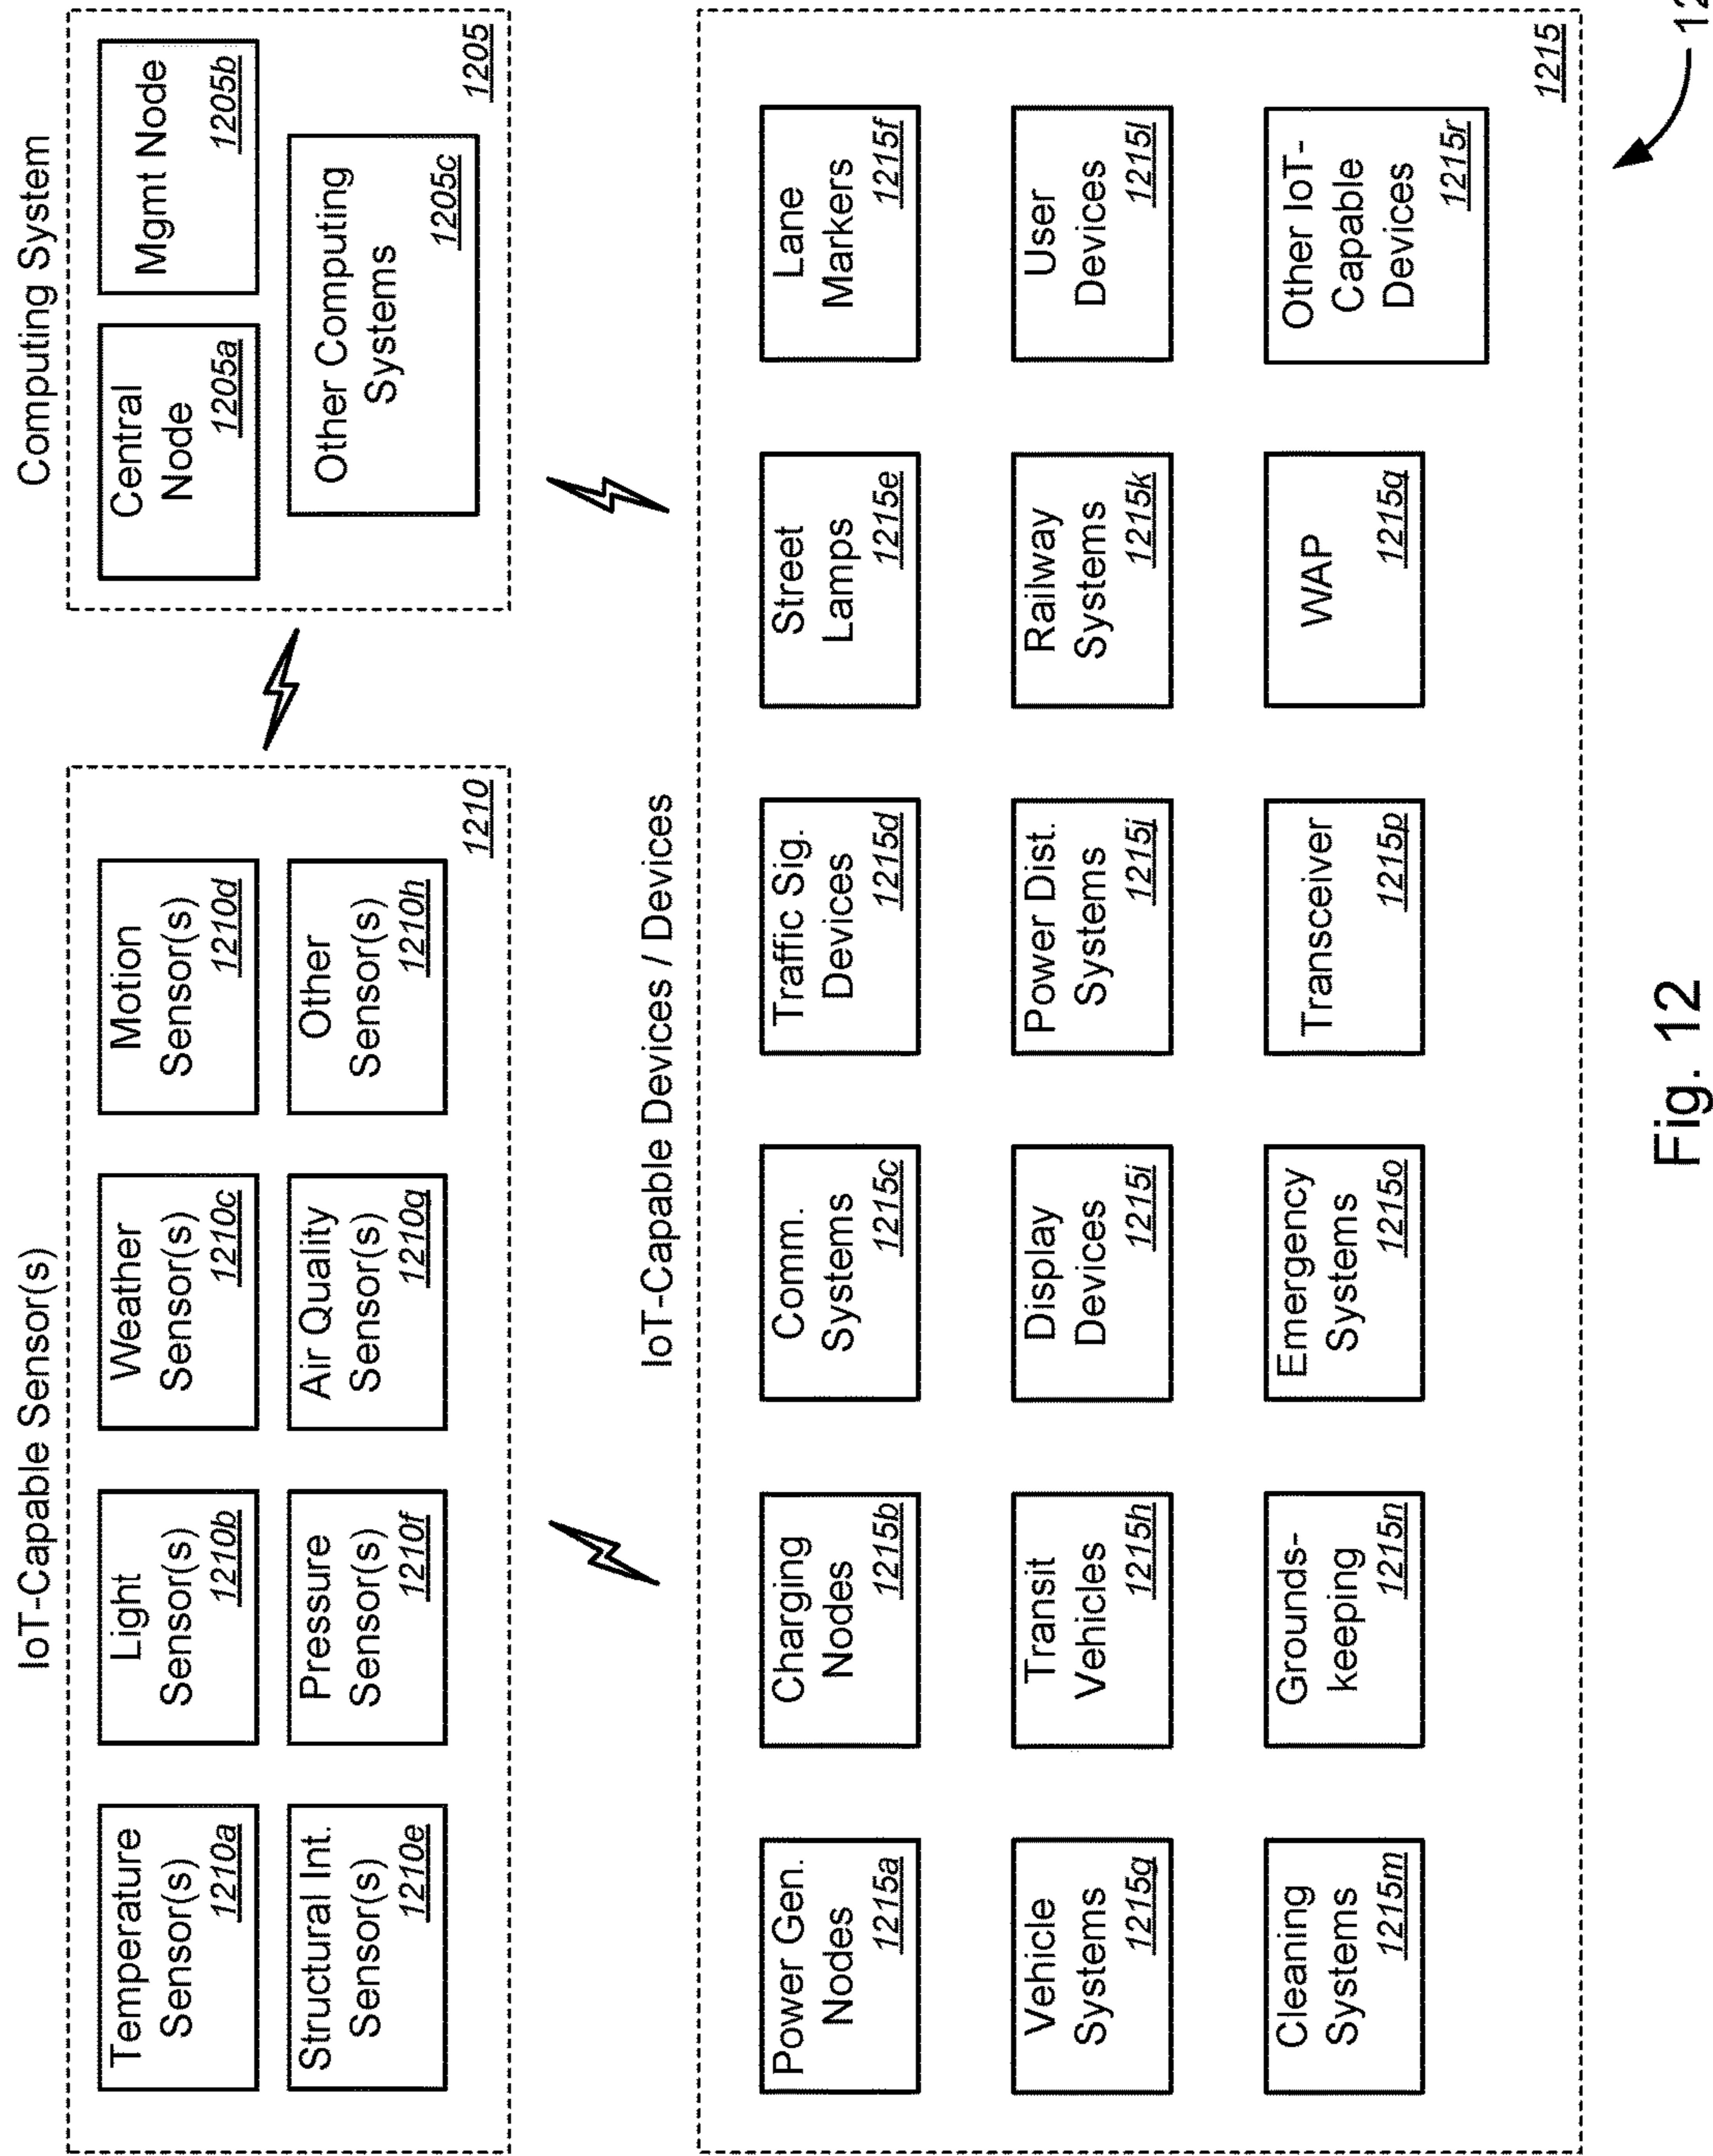 IoT-Capable Sensor(s)
Temperature
Sensor(s)
1210a
Light
Sensor(s)
1210b
Weather
Sensor(s)
1210c
Motion
Sensor(s)
1210d
Structural Int.
Sensor(s)
1210e
Pressure
Sensor(s)
1210f
Air Quality
Sensor(s)
1210g
Other
Sensor(s)
1210h
1210
Computing System
Central
Node
1205a
Mgmt Node
1205b
Other Computing
Systems
1205c
1205
IoT-Capable Devices / Devices
Power Gen.
Nodes
1215a
Charging
Nodes
1215b
Comm.
Systems
1215c
Traffic Sig.
Devices
1215d
Street
Lamps
1215e
Lane
Markers
1215f
Vehicle
Systems
1215g
Transit
Vehicles
1215h
Display
Devices
1215i
Power Dist.
Systems
1215j
Railway
Systems
1215k
User
Devices
1215l
Cleaning
Systems
1215m
Grounds-
keeping
1215n
Emergency
Systems
1215o
Transceiver
1215p
WAP
1215q
Other IoT-
Capable
Devices
1215r
1215
Fig. 12